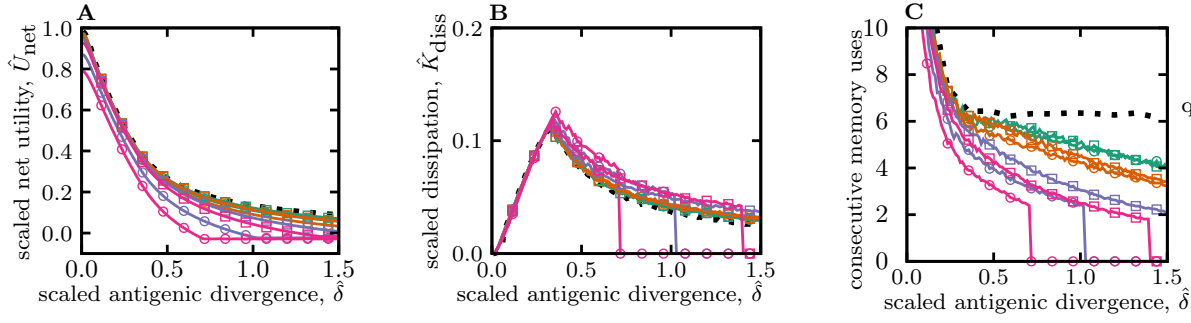 A
scaled net utility, Û_net
1.0
0.8
0.6
0.4
0.2
0.0
0.0 0.5 1.0 1.5
scaled antigenic divergence, δ̂
B
scaled dissipation, K̂_diss
0.2
0.1
0.0
0.0 0.5 1.0 1.5
scaled antigenic divergence, δ̂
C
consecutive memory uses
10
8
6
4
2
0
0.0 0.5 1.0 1.5
scaled antigenic divergence, δ̂
q